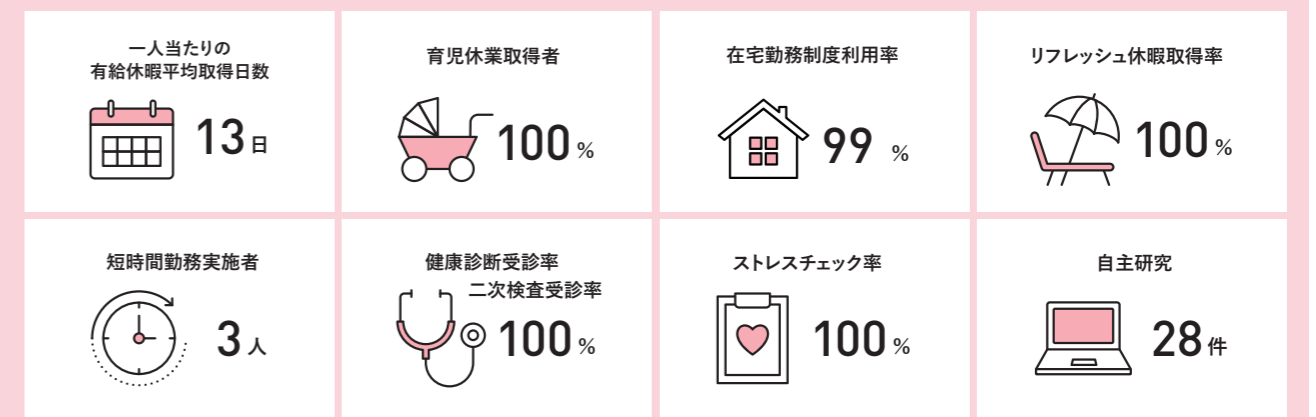 一人当たりの
有給休暇平均取得日数
13日
育児休業取得者
100%
在宅勤務制度利用率
99 %
リフレッシュ休暇取得率
100%
短時間勤務実施者
3人
健康診断受診率
二次検査受診率
100%
ストレスチェック率
100%
自主研究
28件